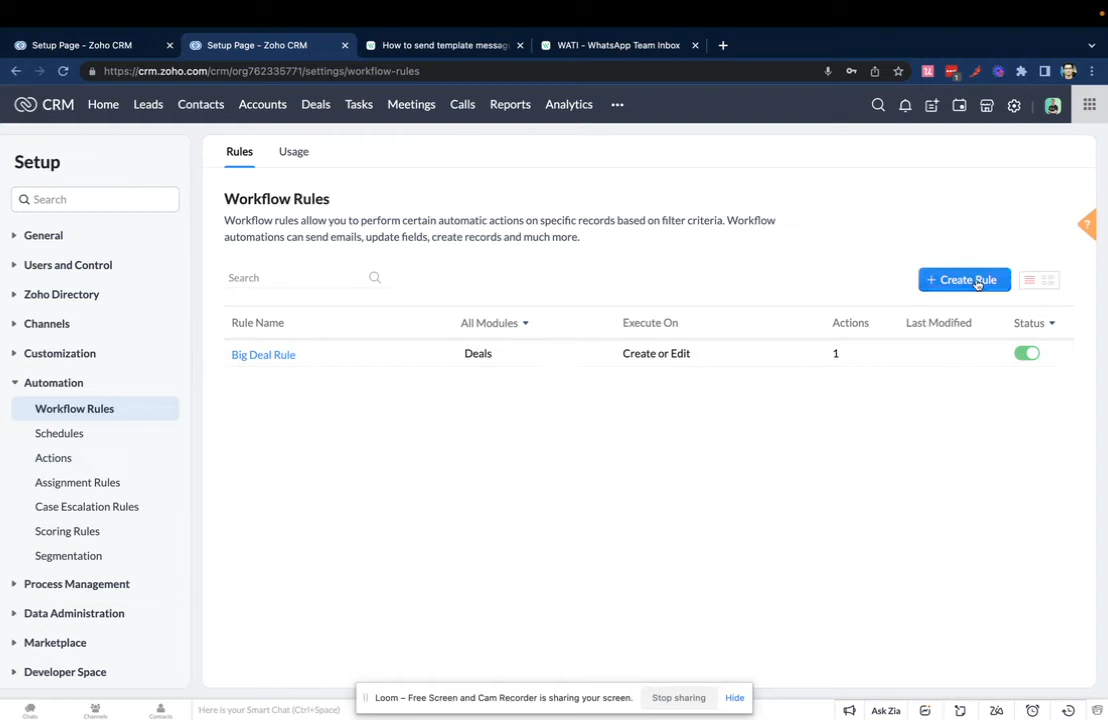 Setup Page - Zoho CRM
Setup Page - Zoho CRM
How to send template messag
WATI - WhatsApp Team Inbox
https://crm.zoho.com/crm/org762335771/settings/workflow-rules
CRM Home Leads Contacts Accounts Deals Tasks Meetings Calls Reports Analytics
Setup
Search
General
Users and Control
Zoho Directory
Channels
Customization
Automation
Workflow Rules
Schedules
Actions
Assignment Rules
Case Escalation Rules
Scoring Rules
Segmentation
Process Management
Data Administration
Marketplace
Developer Space
Rules Usage
Workflow Rules
Workflow rules allow you to perform certain automatic actions on specific records based on filter criteria. Workflow
automations can send emails, update fields, create records and much more.
Search
+ Create Rule
Rule Name All Modules Execute On Actions Last Modified Status
Big Deal Rule Deals Create or Edit 1
?
Loom – Free Screen and Cam Recorder is sharing your screen. Stop sharing Hide
Chats Channels Contacts
Here is your Smart Chat (Ctrl+Space)
Ask Zia